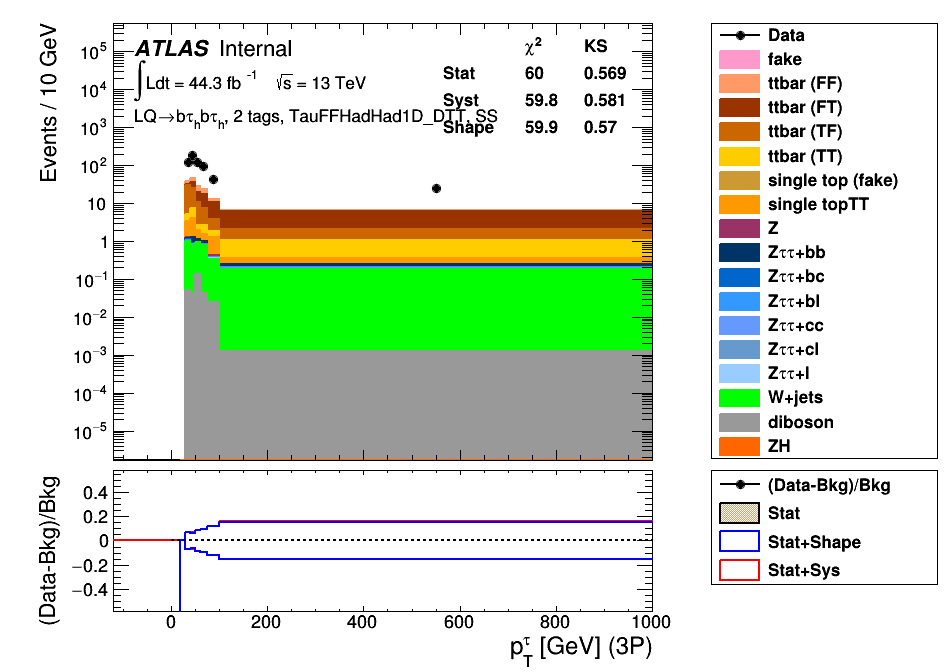 Events / 10 GeV
10⁵
10⁴
10³
10²
10
1
10⁻¹
10⁻²
10⁻³
10⁻⁴
10⁻⁵
ATLAS Internal
∫Ldt = 44.3 fb⁻¹ √s = 13 TeV
LQ→bτₕbτₕ, 2 tags, TauFFHadHad1D_DTT, SS
χ² KS
Stat 60 0.569
Syst 59.8 0.581
Shape 59.9 0.57
Data
fake
ttbar (FF)
ttbar (FT)
ttbar (TF)
ttbar (TT)
single top (fake)
single topTT
Z
Zττ+bb
Zττ+bc
Zττ+bl
Zττ+cc
Zττ+cl
Zττ+l
W+jets
diboson
ZH
(Data-Bkg)/Bkg
0.4
0.2
0
−0.2
−0.4
0 200 400 600 800 1000
p_T^τ [GeV] (3P)
(Data-Bkg)/Bkg
Stat
Stat+Shape
Stat+Sys